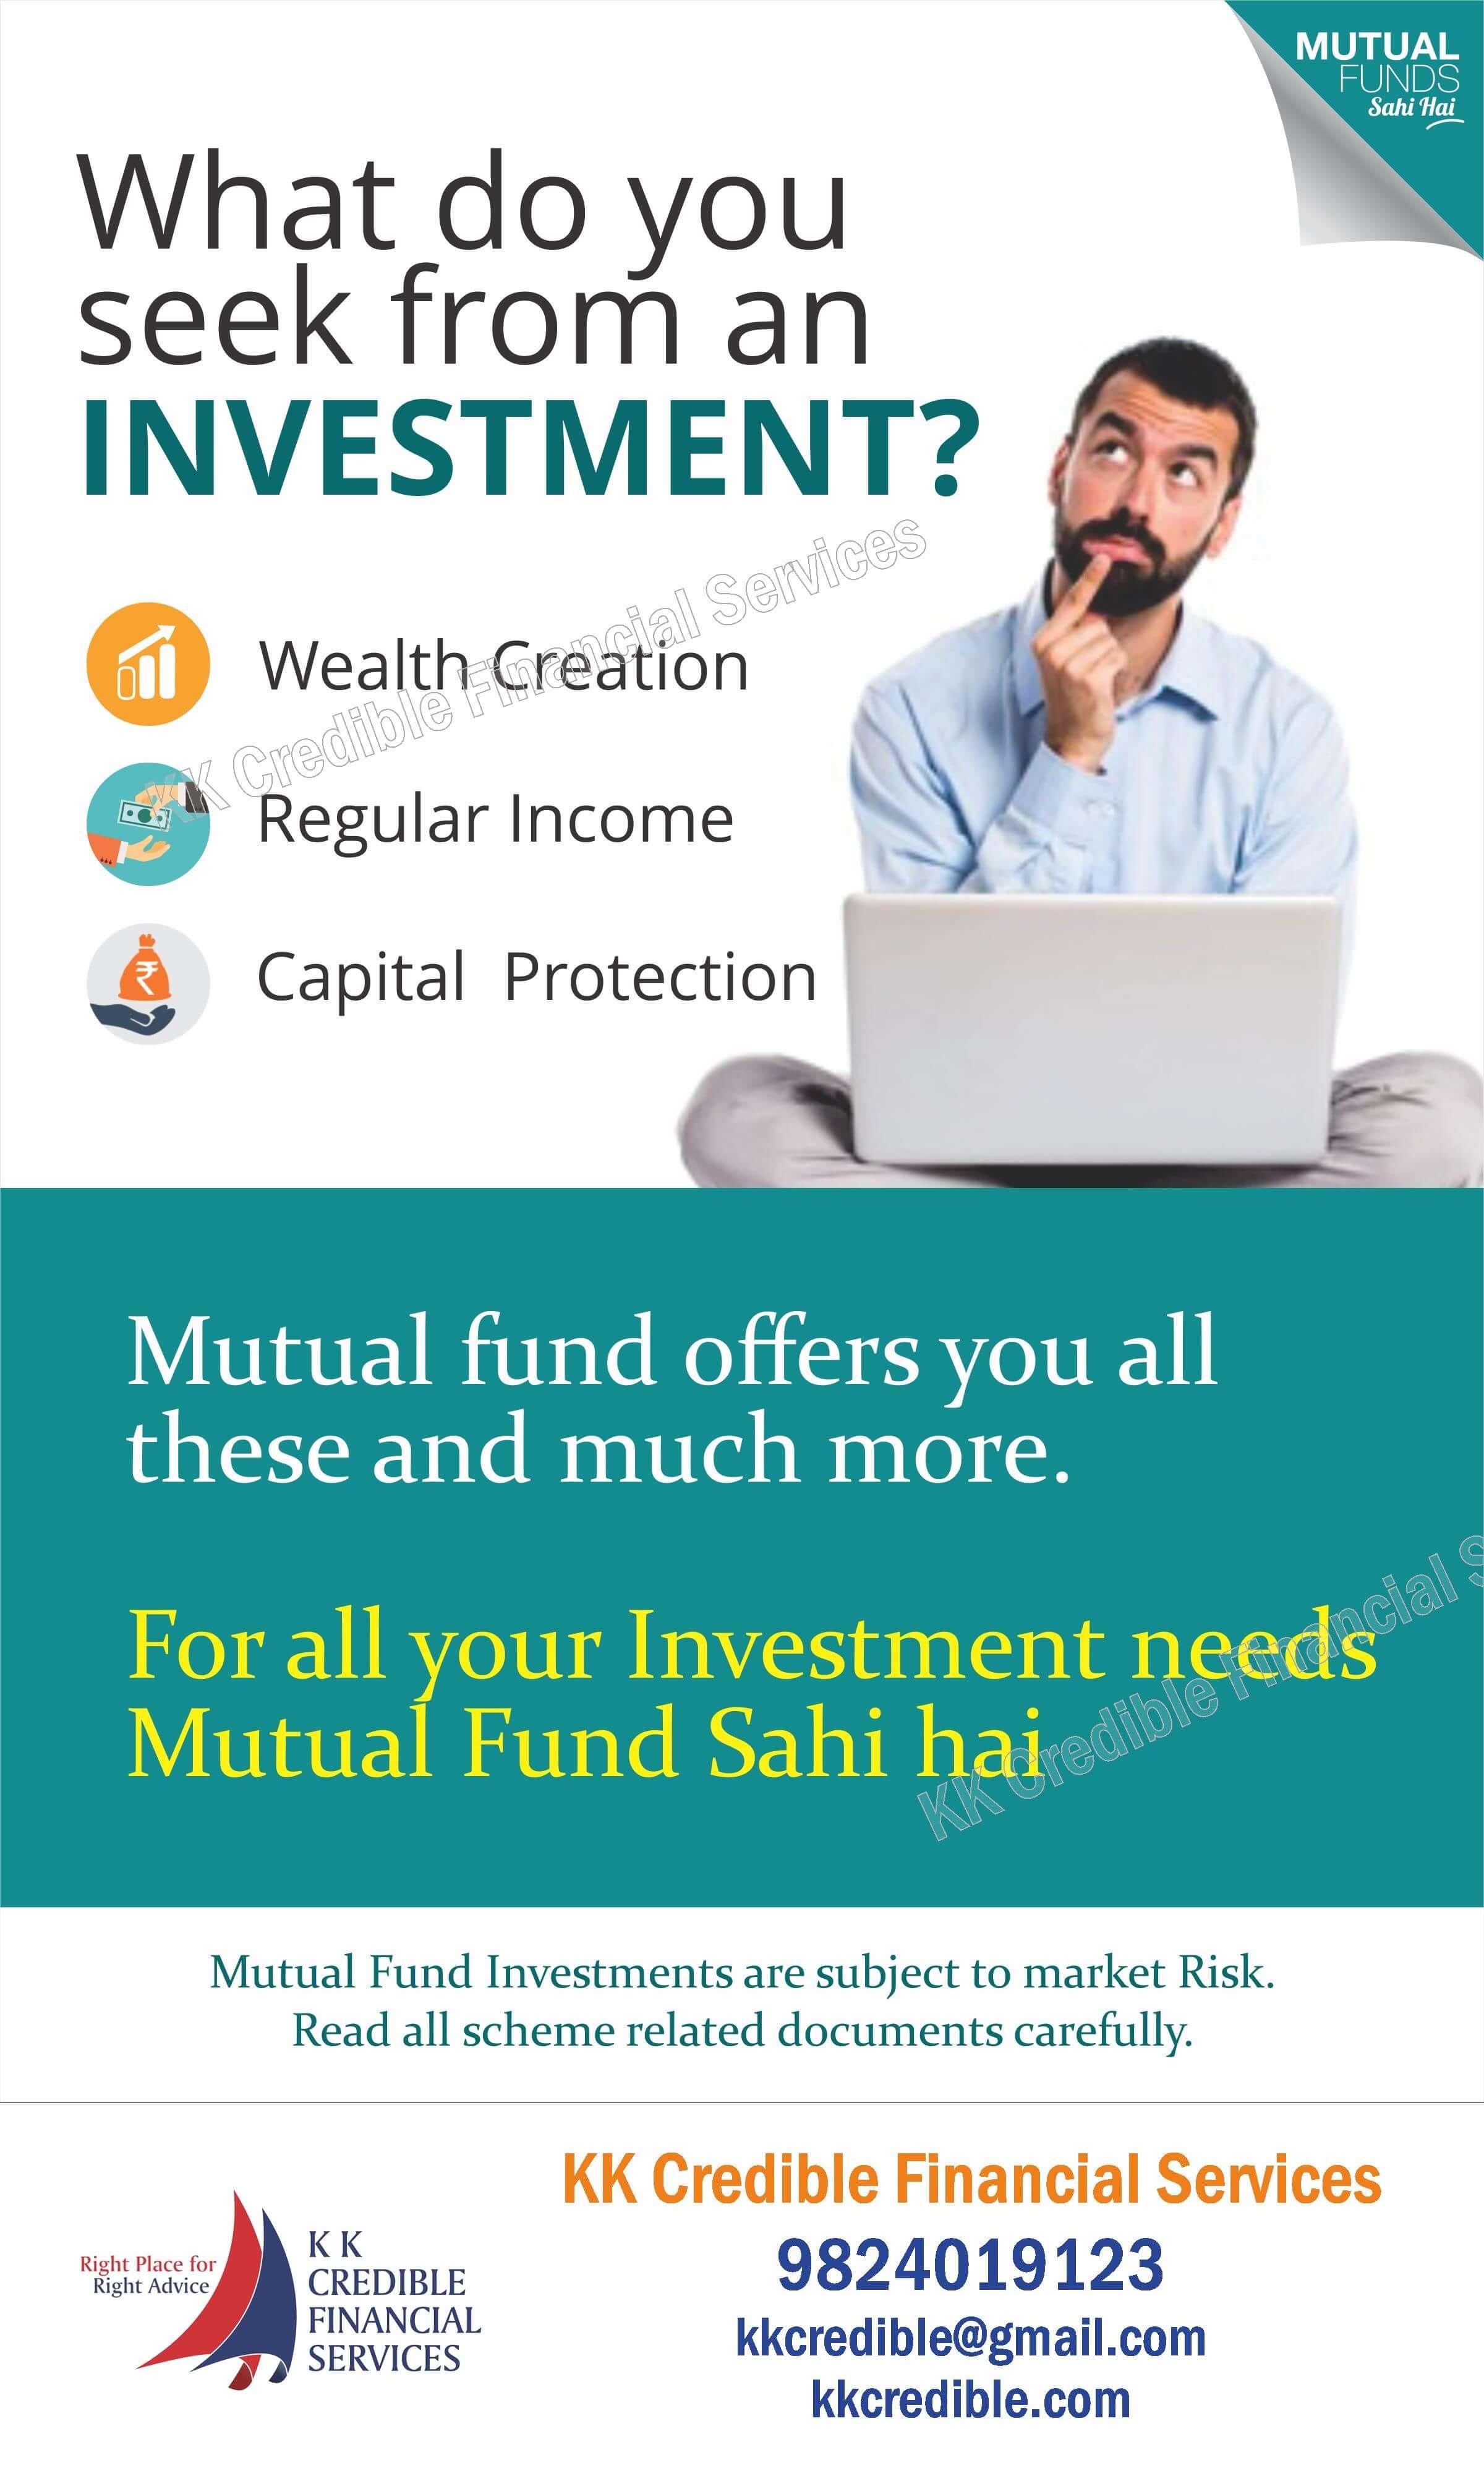 MUTUAL
FUNDS
Sahi Hai
What do you
seek from an
INVESTMENT?
KK Credible Financial Services
Wealth Creation
Regular Income
₹
Capital Protection
Mutual fund offers you all
these and much more.
For all your Investment needs
Mutual Fund Sahi hai
KK Credible Financial S
Mutual Fund Investments are subject to market Risk.
Read all scheme related documents carefully.
Right Place for
Right Advice
K K
CREDIBLE
FINANCIAL
SERVICES
KK Credible Financial Services
9824019123
kkcredible@gmail.com
kkcredible.com